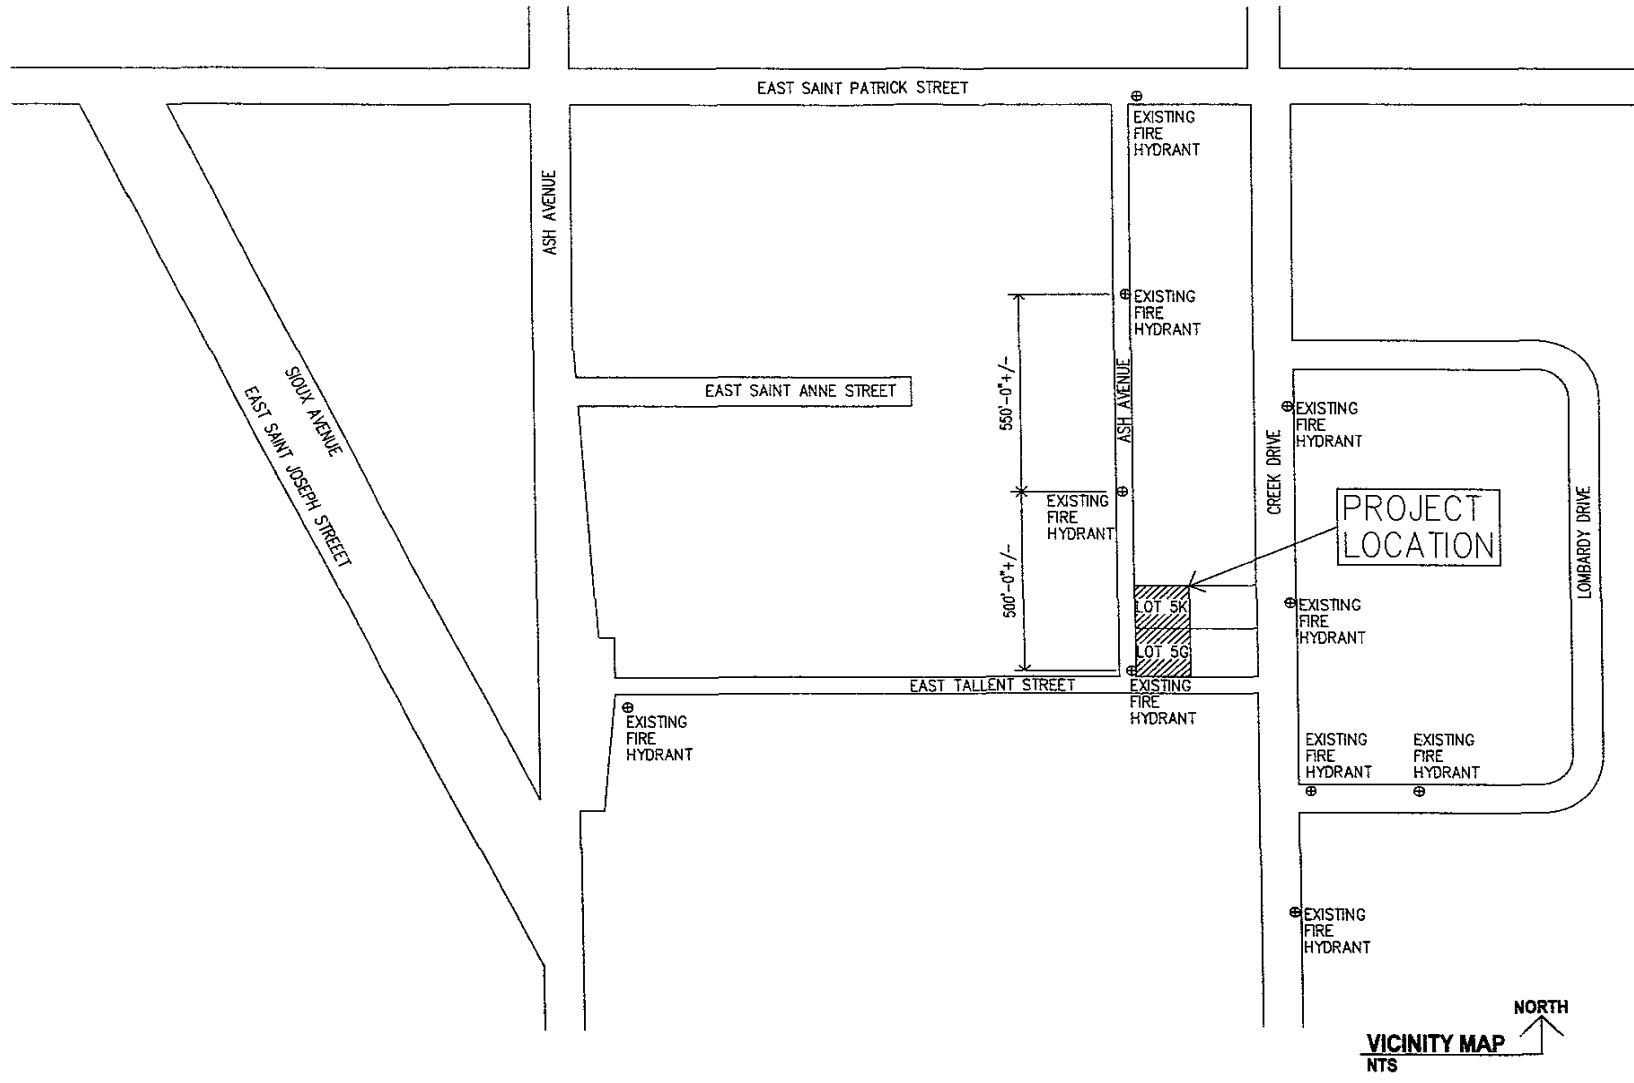 EAST SAINT PATRICK STREET
EXISTING
FIRE
HYDRANT
ASH AVENUE
EXISTING
FIRE
HYDRANT
550'-0"+/-
SIOUX AVENUE
EAST SAINT JOSEPH STREEET
EAST SAINT ANNE STREET
ASH AVENUE
EXISTING
FIRE
HYDRANT
CREEK DRIVE
EXISTING
FIRE
HYDRANT
PROJECT
LOCATION
LOMBARDY DRIVE
500'-0"+/-
LOT 5K
LOT 5G
EXISTING
FIRE
HYDRANT
EAST TALLENT STREET
EXISTING
FIRE
HYDRANT
EXISTING
FIRE
HYDRANT
EXISTING
FIRE
HYDRANT
EXISTING
FIRE
HYDRANT
EXISTING
FIRE
HYDRANT
NORTH
VICINITY MAP
NTS